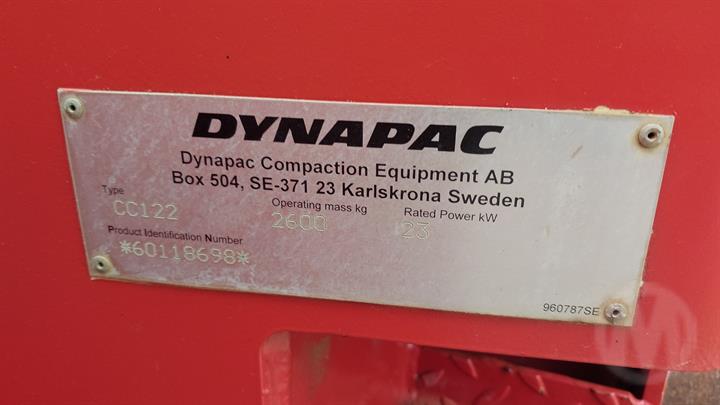 DYNAPAC
Dynapac Compaction Equipment AB
Box 504, SE-371 23 Karlskrona Sweden
Type Operating mass kg Rated Power kW
CC122 2600 23
Product Identification Number
*60118698*
960787SE
M